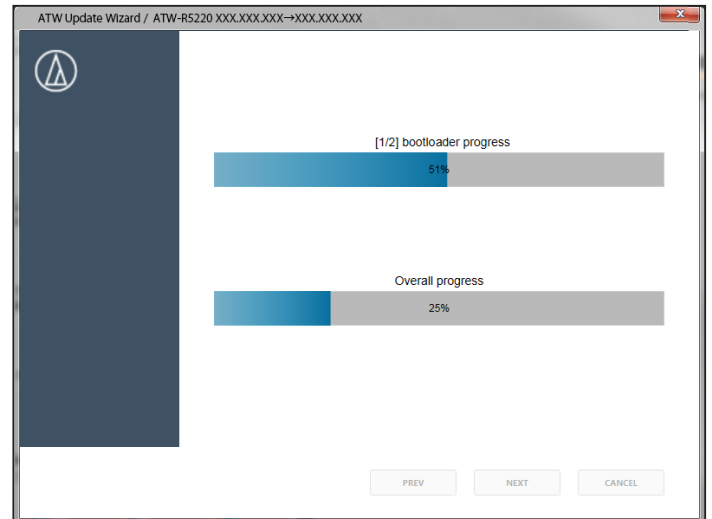 ATW Update Wizard / ATW-R5220 XXX.XXX.XXX→XXX.XXX.XXX
[1/2] bootloader progress
51%
Overall progress
25%
PREV NEXT CANCEL